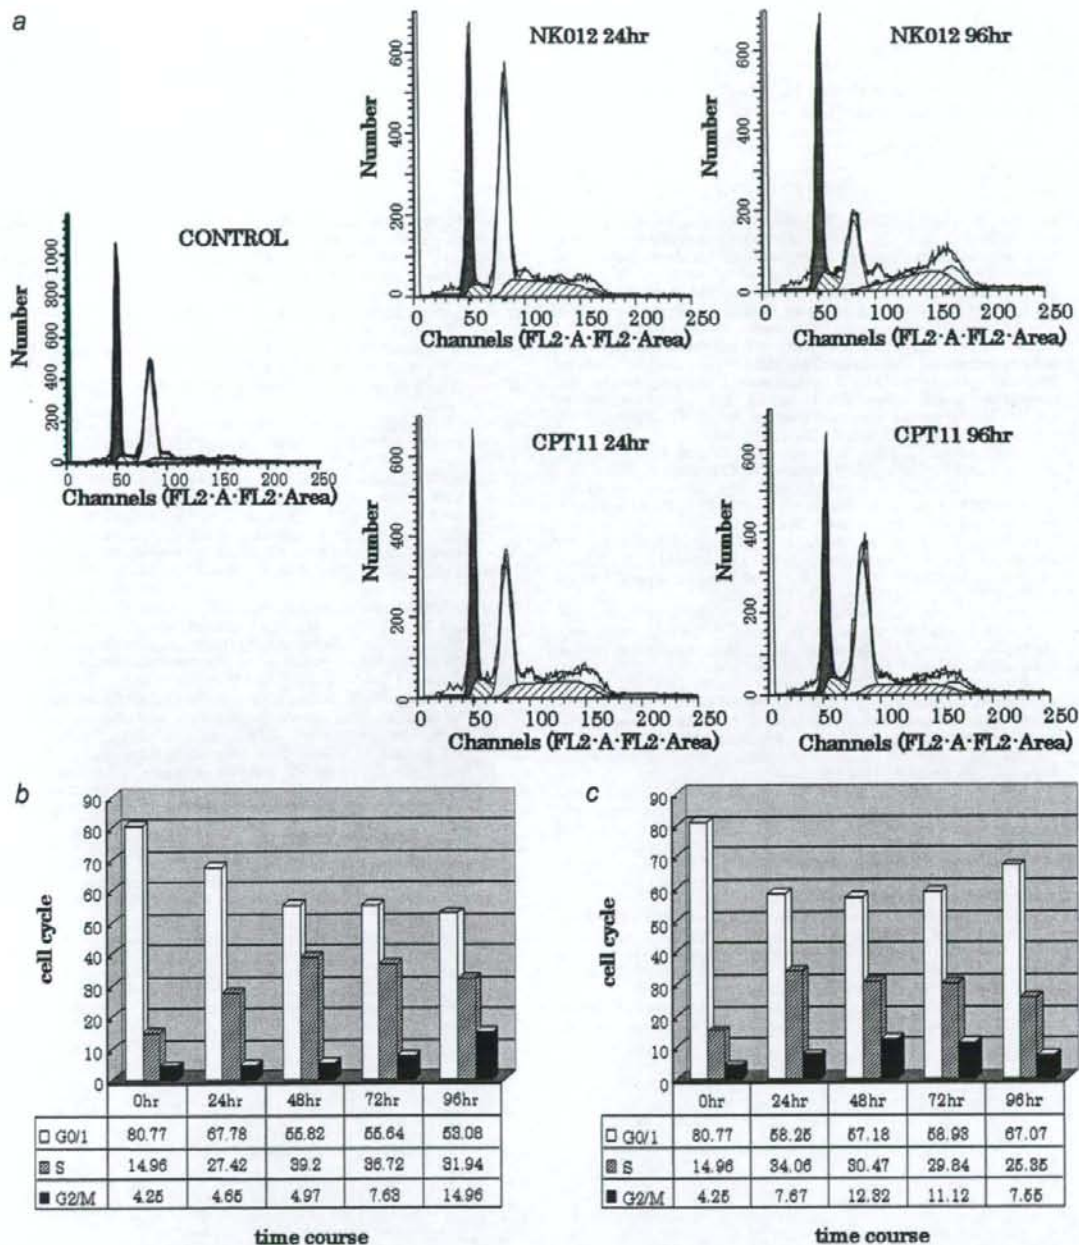 a
NK012 24hr
Number
0 200 400 600
0 50 100 150 200 250
Channels (FL2-A-FL2-Area)
NK012 96hr
Number
0 200 400 600
0 50 100 150 200 250
Channels (FL2-A-FL2-Area)
CONTROL
Number
0 200 400 600 800 1000
0 50 100 150 200 250
Channels (FL2-A-FL2-Area)
CPT11 24hr
Number
0 200 400 600
0 50 100 150 200 250
Channels (FL2-A-FL2-Area)
CPT11 96hr
Number
0 200 400 600
0 50 100 150 200 250
Channels (FL2-A-FL2-Area)
b
cell cycle
90
80
70
60
50
40
30
20
10
0
0hr 24hr 48hr 72hr 96hr
G0/1 80.77 67.78 55.82 55.64 53.08
S 14.96 27.42 39.2 36.72 31.94
G2/M 4.25 4.65 4.97 7.63 14.96
time course
c
cell cycle
90
80
70
60
50
40
30
20
10
0
0hr 24hr 48hr 72hr 96hr
G0/1 80.77 58.25 57.18 58.93 67.07
S 14.96 34.06 30.47 29.84 25.35
G2/M 4.25 7.67 12.32 11.12 7.55
time course